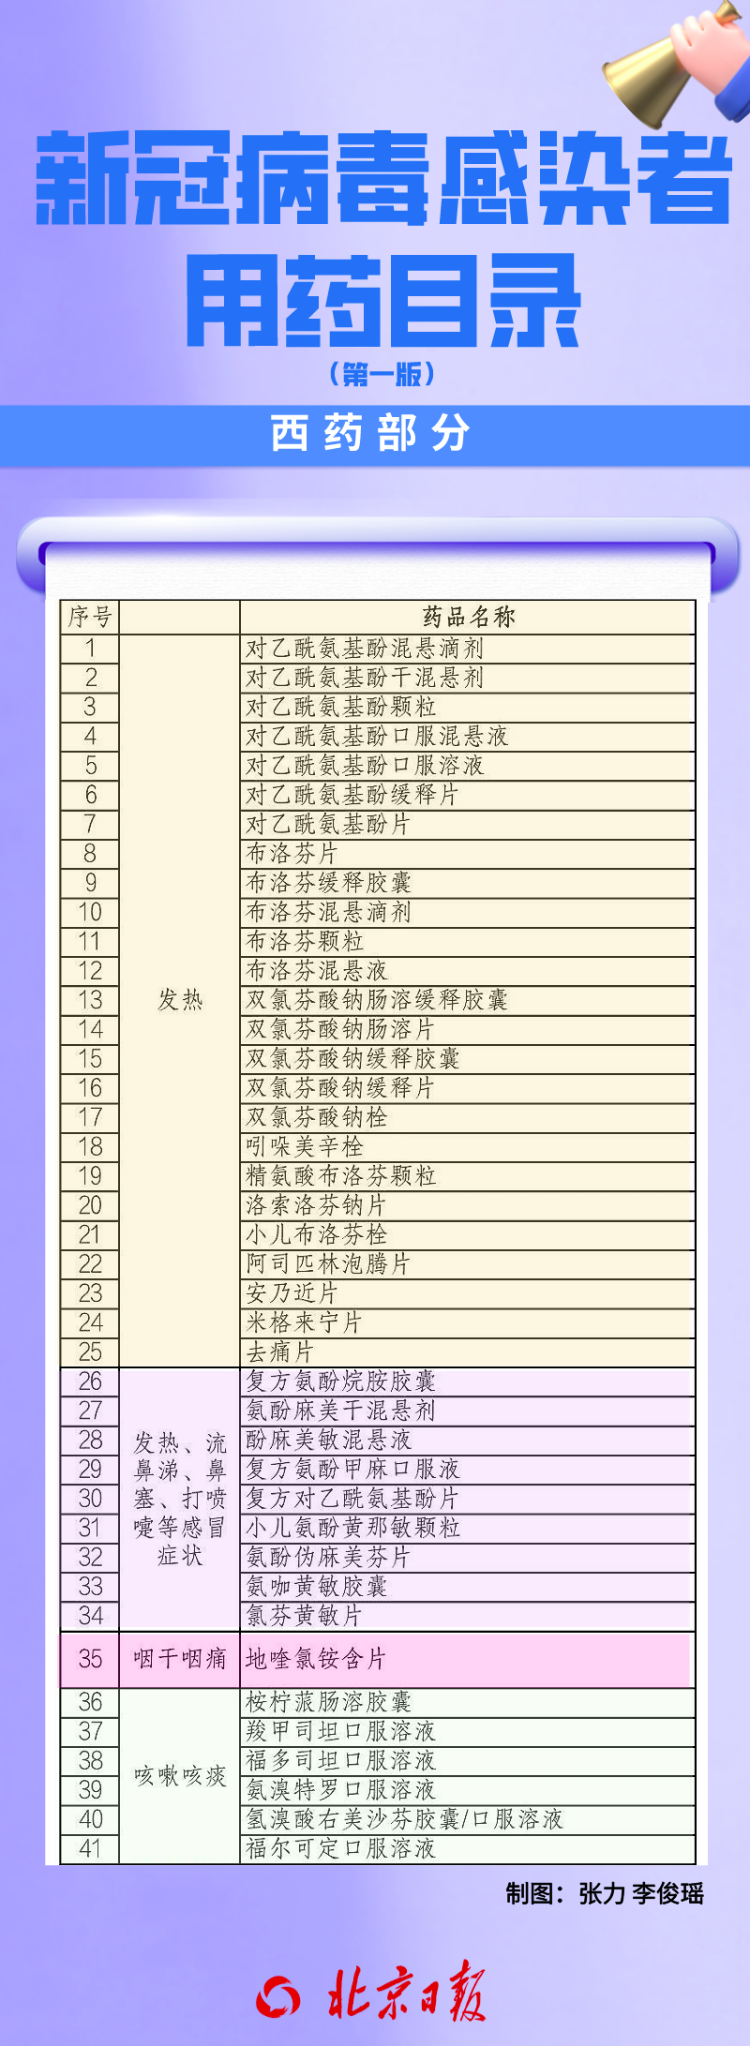 新冠病毒感染者
用药目录
（第一版）
西药部分
序号 药品名称
1 对乙酰氨基酚混悬滴剂
2 对乙酰氨基酚干混悬剂
3 对乙酰氨基酚颗粒
4 对乙酰氨基酚口服混悬液
5 对乙酰氨基酚口服溶液
6 对乙酰氨基酚缓释片
7 对乙酰氨基酚片
8 布洛芬片
9 布洛芬缓释胶囊
10 布洛芬混悬滴剂
11 布洛芬颗粒
12 布洛芬混悬液
13 发热 双氯芬酸钠肠溶缓释胶囊
14 双氯芬酸钠肠溶片
15 双氯芬酸钠缓释胶囊
16 双氯芬酸钠缓释片
17 双氯芬酸钠栓
18 吲哚美辛栓
19 精氨酸布洛芬颗粒
20 洛索洛芬钠片
21 小儿布洛芬栓
22 阿司匹林泡腾片
23 安乃近片
24 米格来宁片
25 去痛片
26 复方氨酚烷胺胶囊
27 氨酚麻美干混悬剂
28 发热、流 酚麻美敏混悬液
29 鼻涕、鼻 复方氨酚甲麻口服液
30 塞、打喷 复方对乙酰氨基酚片
31 嚏等感冒 小儿氨酚黄那敏颗粒
32 症状 氨酚伪麻美芬片
33 氨咖黄敏胶囊
34 氯芬黄敏片
35 咽干咽痛 地喹氯铵含片
36 桉柠蒎肠溶胶囊
37 羧甲司坦口服溶液
38 咳嗽咳痰 福多司坦口服溶液
39 氨溴特罗口服溶液
40 氢溴酸右美沙芬胶囊/口服溶液
41 福尔可定口服溶液
制图：张力 李俊瑶
北京日报